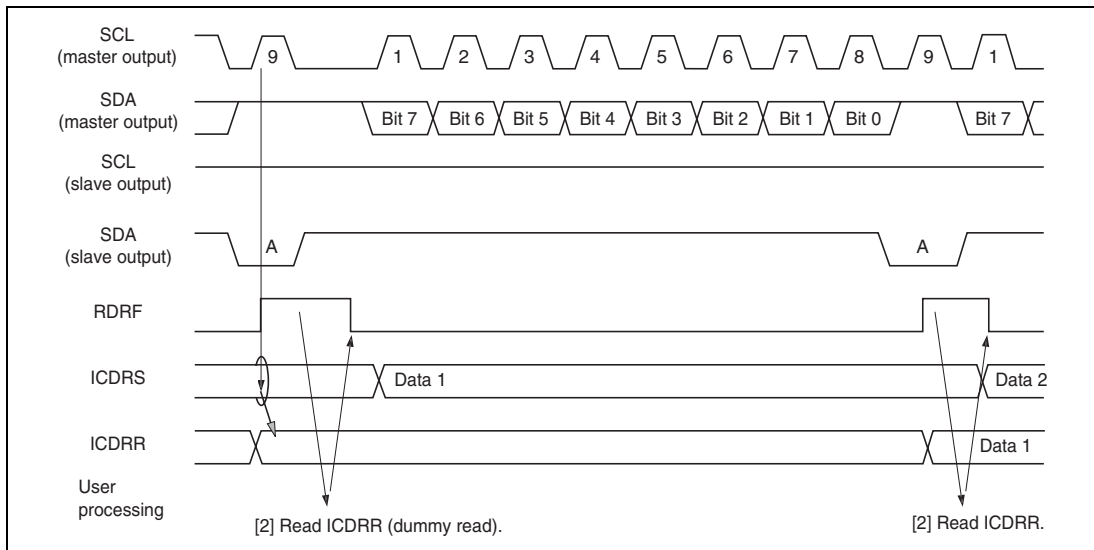 SCL
(master output)
9 1 2 3 4 5 6 7 8 9 1
SDA
(master output)
Bit 7 Bit 6 Bit 5 Bit 4 Bit 3 Bit 2 Bit 1 Bit 0 Bit 7
SCL
(slave output)
SDA
(slave output)
A A
RDRF
ICDRS
Data 1 Data 2
ICDRR
Data 1
User
processing
[2] Read ICDRR (dummy read). [2] Read ICDRR.